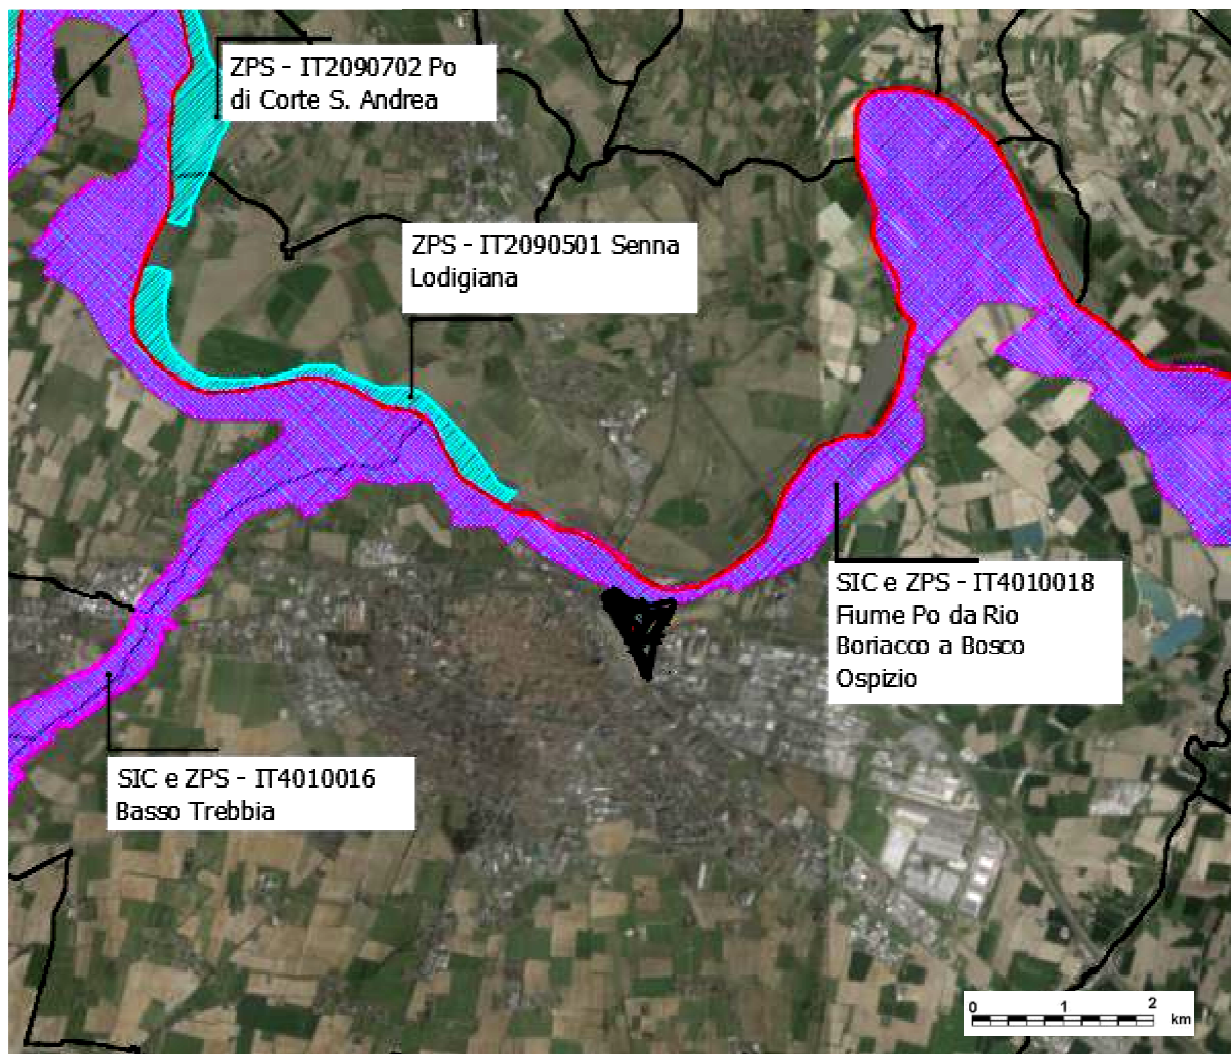 ZPS - IT2090702 Po
di Corte S. Andrea
ZPS - IT2090501 Senna
Lodigiana
SIC e ZPS - IT4010018
Fiume Po da Rio
Boriacco a Bosco
Ospizio
SIC e ZPS - IT4010016
Basso Trebbia
0 1 2
km